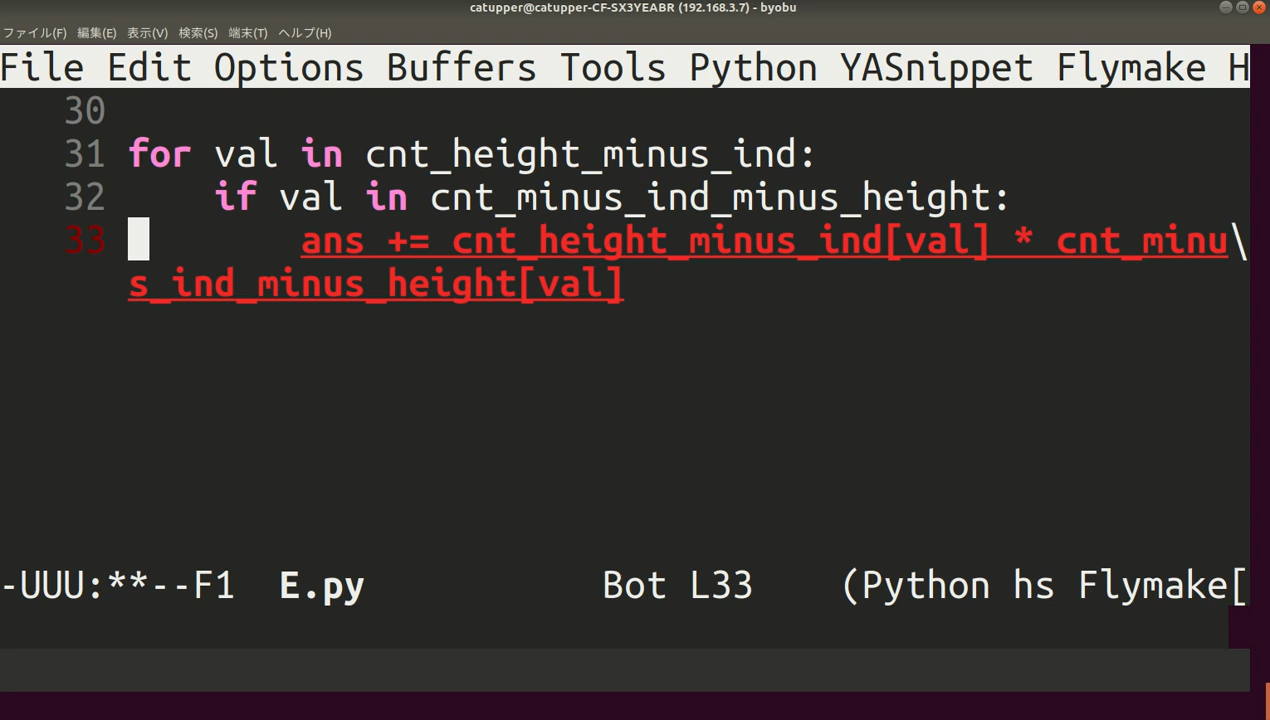 catupper@catupper-CF-SX3YEABR (192.168.3.7) - byobu
ファイル(F) 編集(E) 表示(V) 検索(S) 端末(T) ヘルプ(H)
File Edit Options Buffers Tools Python YASnippet Flymake H
30
31 for val in cnt_height_minus_ind:
32     if val in cnt_minus_ind_minus_height:
33         ans += cnt_height_minus_ind[val] * cnt_minu\
s_ind_minus_height[val]
-UUU:**--F1  E.py           Bot L33    (Python hs Flymake[